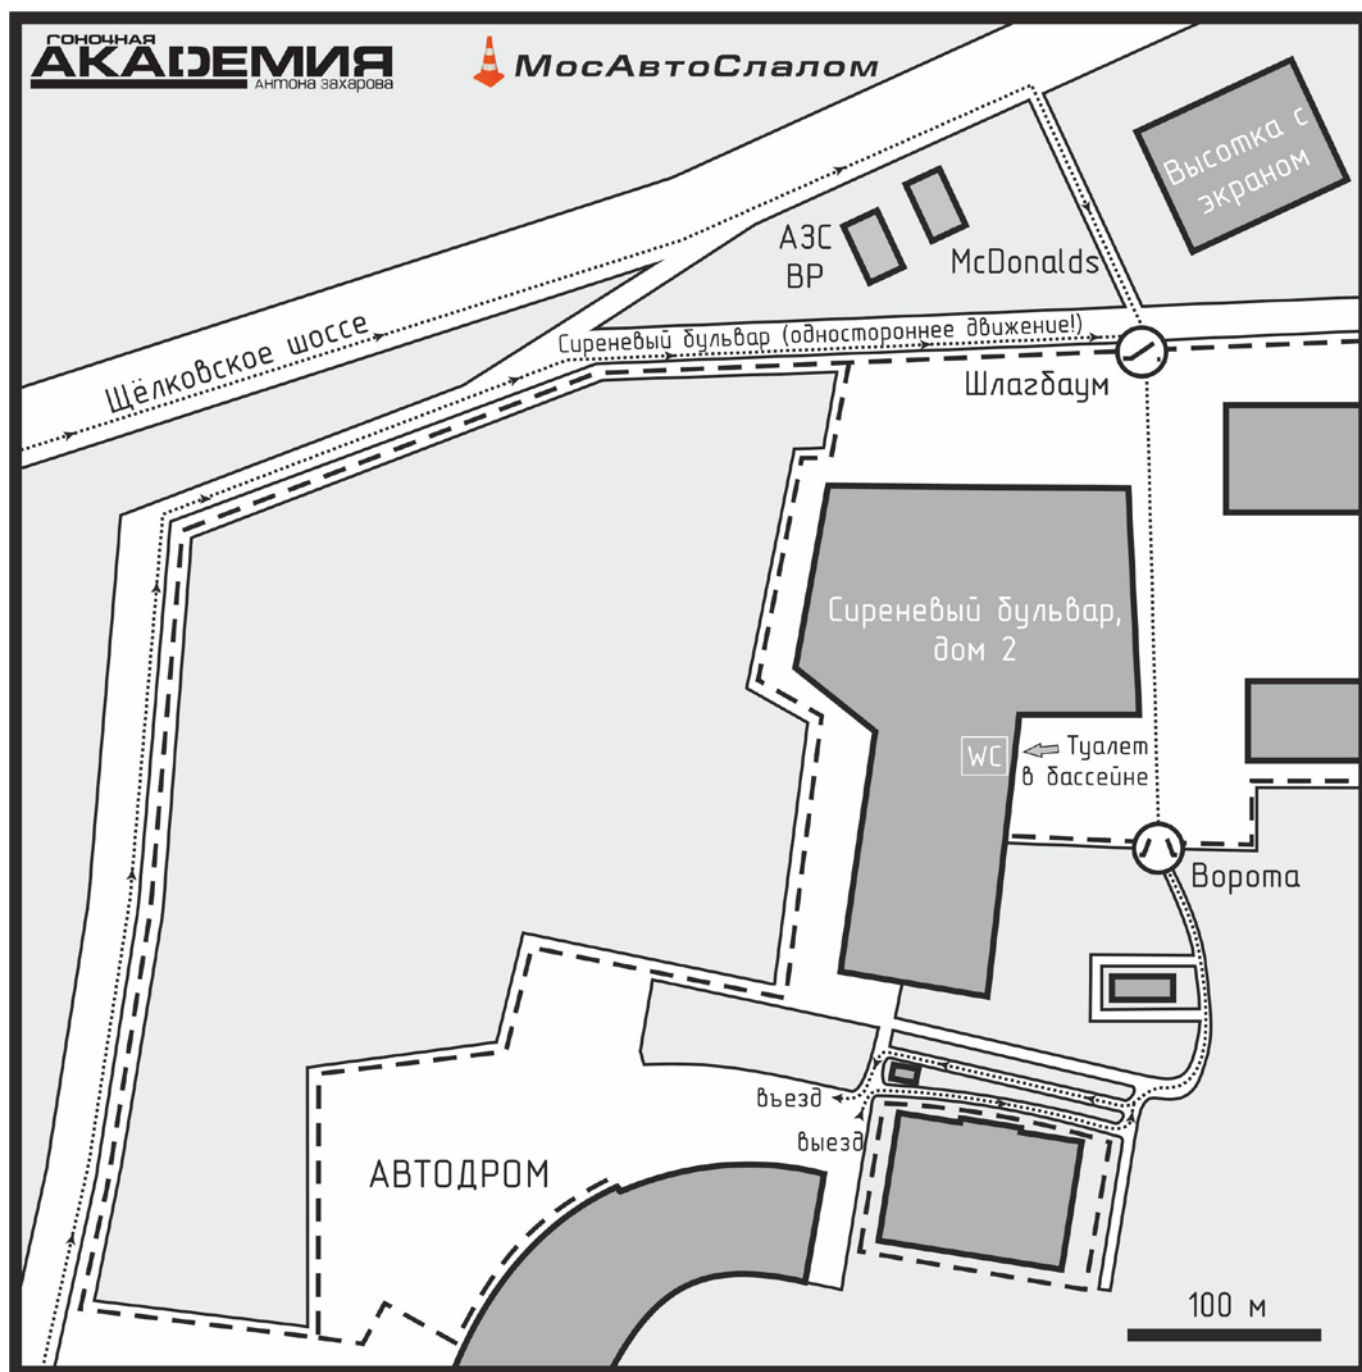 ГОНОЧНАЯ
АКАДЕМИЯ
АНТОНА ЗАХАРОВА
МосАвтоСлалом
Высотка с
экраном
АЗС
ВР
McDonalds
Щёлковское шоссе
Сиреневый бульвар (одностороннее движение!)
Шлагбаум
Сиреневый бульвар,
дом 2
WC
Туалет
в бассейне
Ворота
въезд
выезд
АВТОДРОМ
100 м